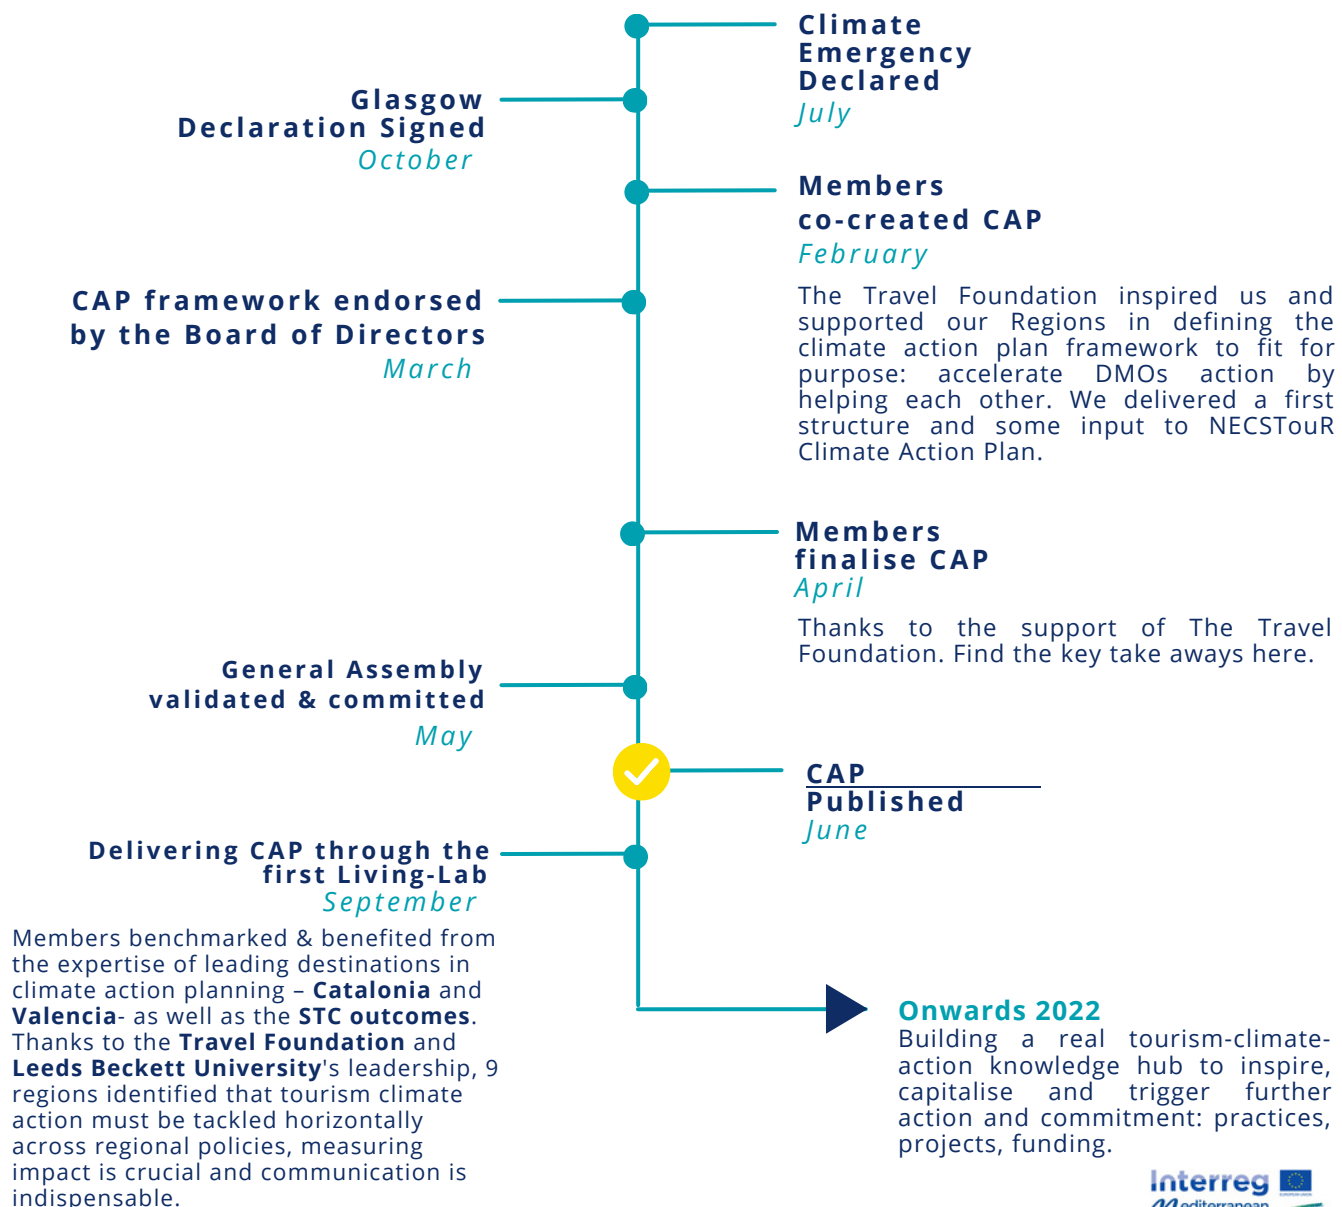 Climate
Emergency
Declared
July
Glasgow
Declaration Signed
October
Members
co-created CAP
February
The Travel Foundation inspired us and
supported our Regions in defining the
climate action plan framework to fit for
purpose: accelerate DMOs action by
helping each other. We delivered a first
structure and some input to NECSTouR
Climate Action Plan.
CAP framework endorsed
by the Board of Directors
March
Members
finalise CAP
April
Thanks to the support of The Travel
Foundation. Find the key take aways here.
General Assembly
validated & committed
May
CAP
Published
June
Delivering CAP through the
first Living-Lab
September
Members benchmarked & benefited from
the expertise of leading destinations in
climate action planning – Catalonia and
Valencia- as well as the STC outcomes.
Thanks to the Travel Foundation and
Leeds Beckett University's leadership, 9
regions identified that tourism climate
action must be tackled horizontally
across regional policies, measuring
impact is crucial and communication is
indispensable.
Onwards 2022
Building a real tourism-climate-
action knowledge hub to inspire,
capitalise and trigger further
action and commitment: practices,
projects, funding.
Interreg
Mediterranean